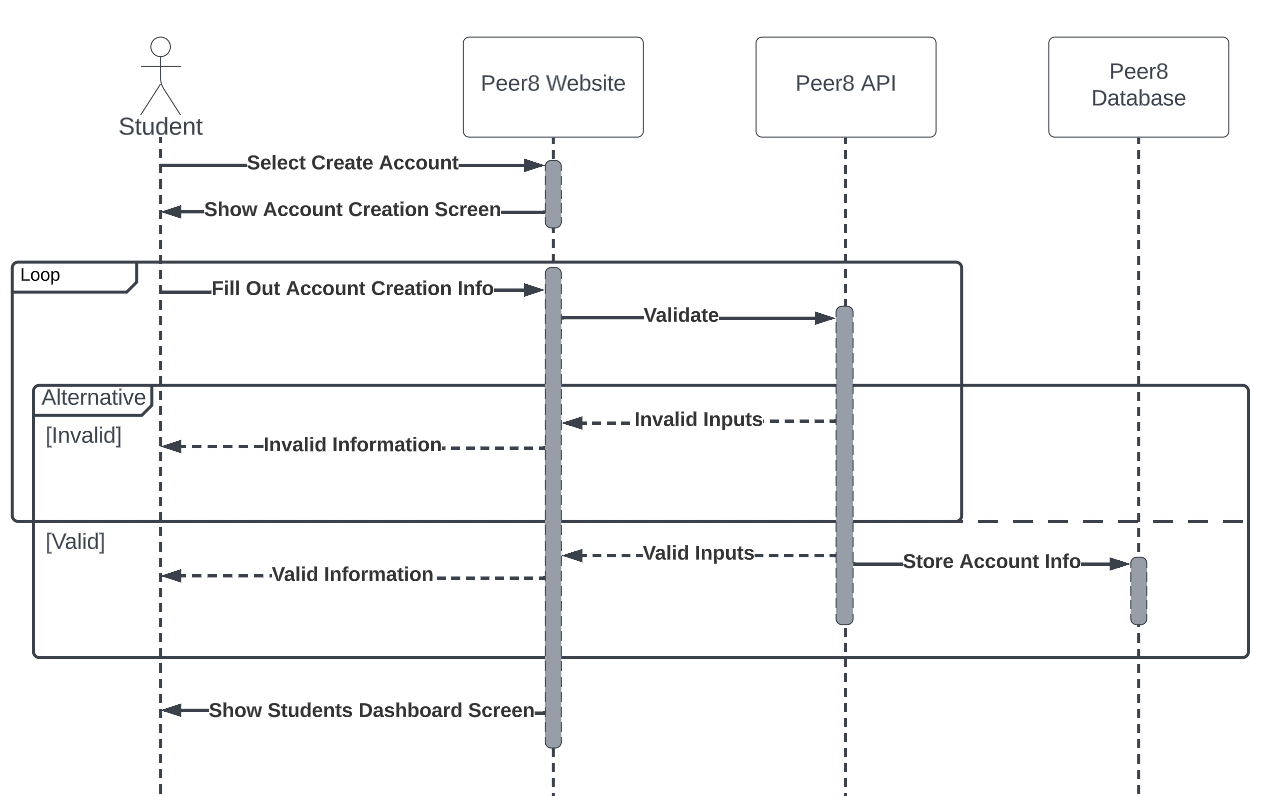 Student
Peer8 Website
Peer8 API
Peer8
Database
Select Create Account
Show Account Creation Screen
Loop
Fill Out Account Creation Info
Validate
Alternative
[Invalid]
Invalid Inputs
Invalid Information
[Valid]
Valid Inputs
Store Account Info
Valid Information
Show Students Dashboard Screen